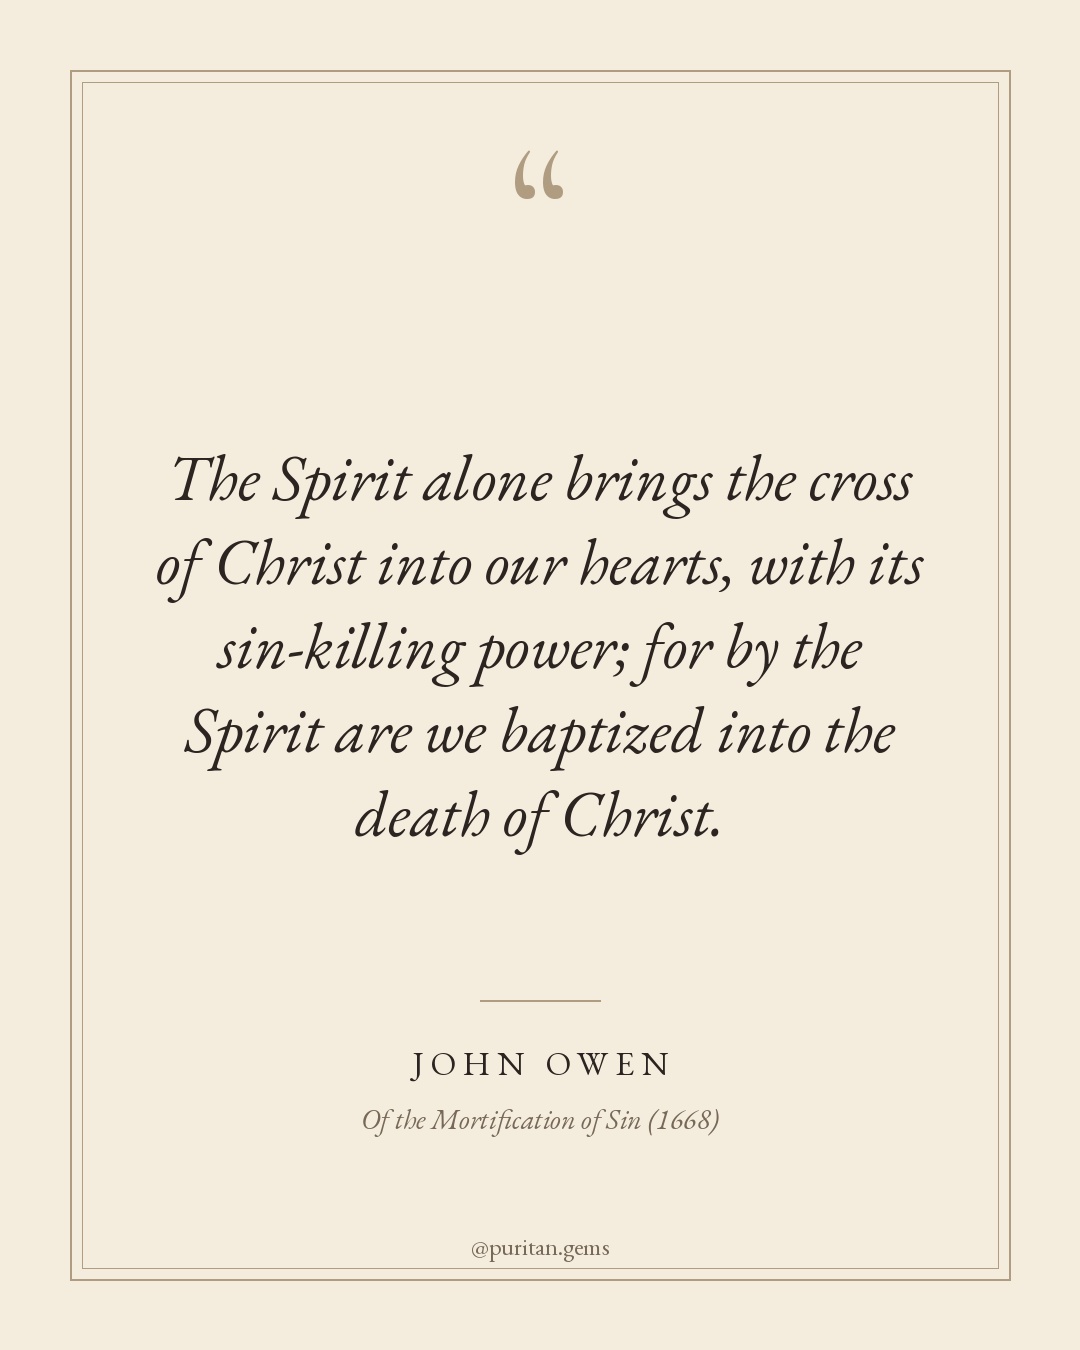 “
The Spirit alone brings the cross
of Christ into our hearts, with its
sin-killing power; for by the
Spirit are we baptized into the
death of Christ.
JOHN OWEN
Of the Mortification of Sin (1668)
@puritan.gems